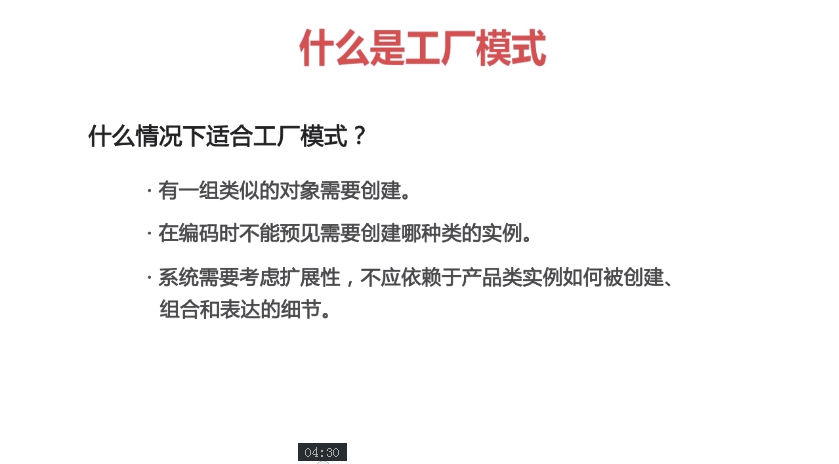 什么是工厂模式
什么情况下适合工厂模式？
· 有一组类似的对象需要创建。
· 在编码时不能预见需要创建哪种类的实例。
· 系统需要考虑扩展性，不应依赖于产品类实例如何被创建、
组合和表达的细节。
04:30